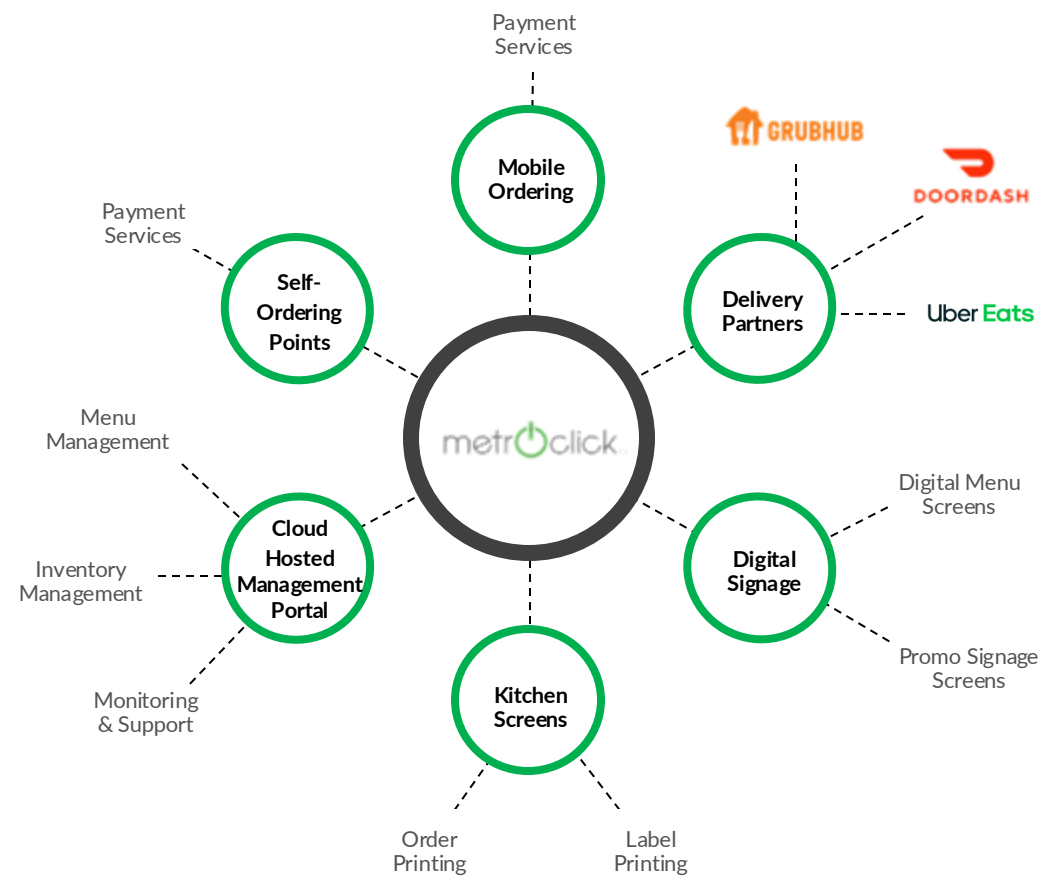 Payment
Services
Mobile
Ordering
GRUBHUB
DOORDASH
Payment
Services
Self-
Ordering
Points
Delivery
Partners
Uber Eats
metroclick
Menu
Management
Inventory
Management
Monitoring
& Support
Cloud
Hosted
Management
Portal
Digital
Signage
Digital Menu
Screens
Promo Signage
Screens
Kitchen
Screens
Order
Printing
Label
Printing